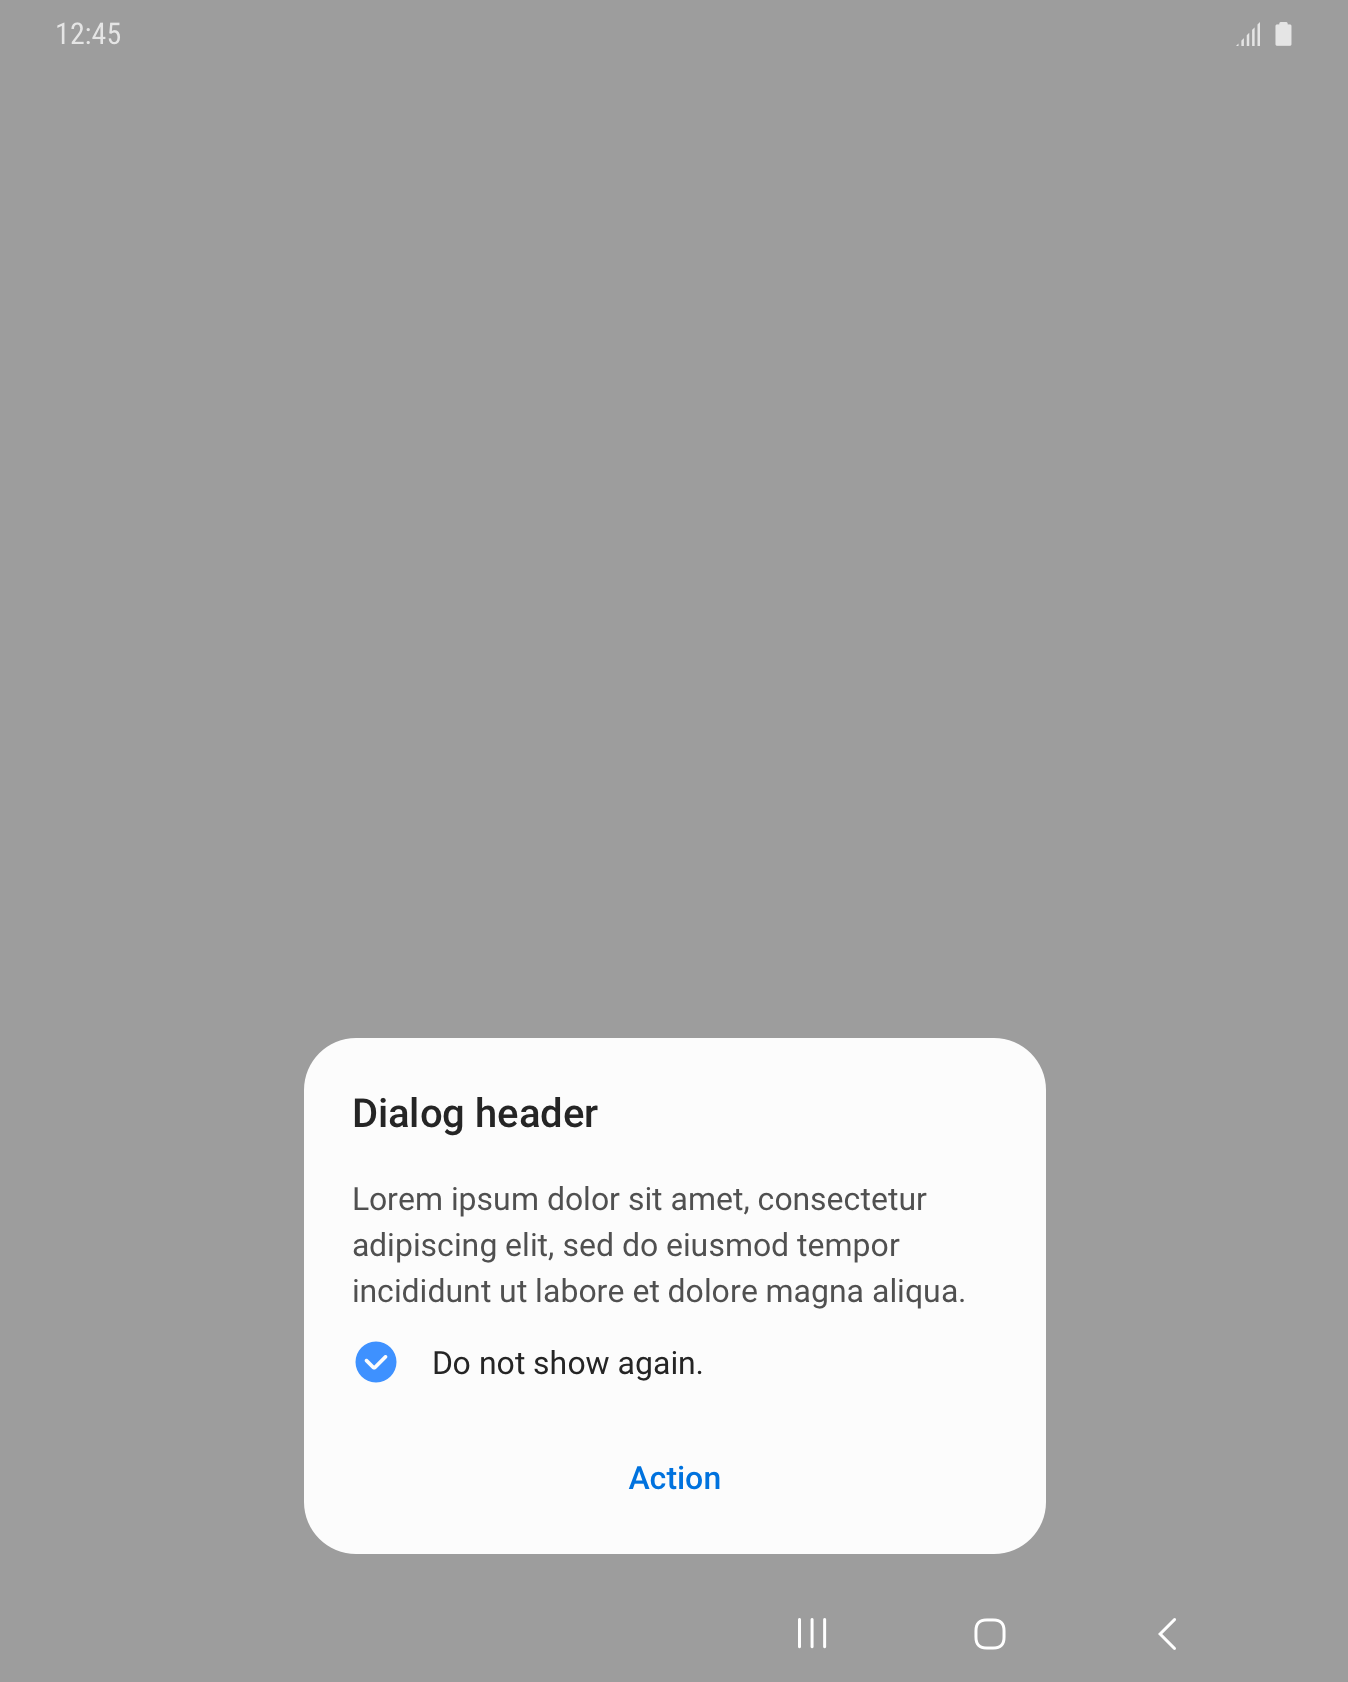 12:45
Dialog header
Lorem ipsum dolor sit amet, consectetur
adipiscing elit, sed do eiusmod tempor
incididunt ut labore et dolore magna aliqua.
Do not show again.
Action